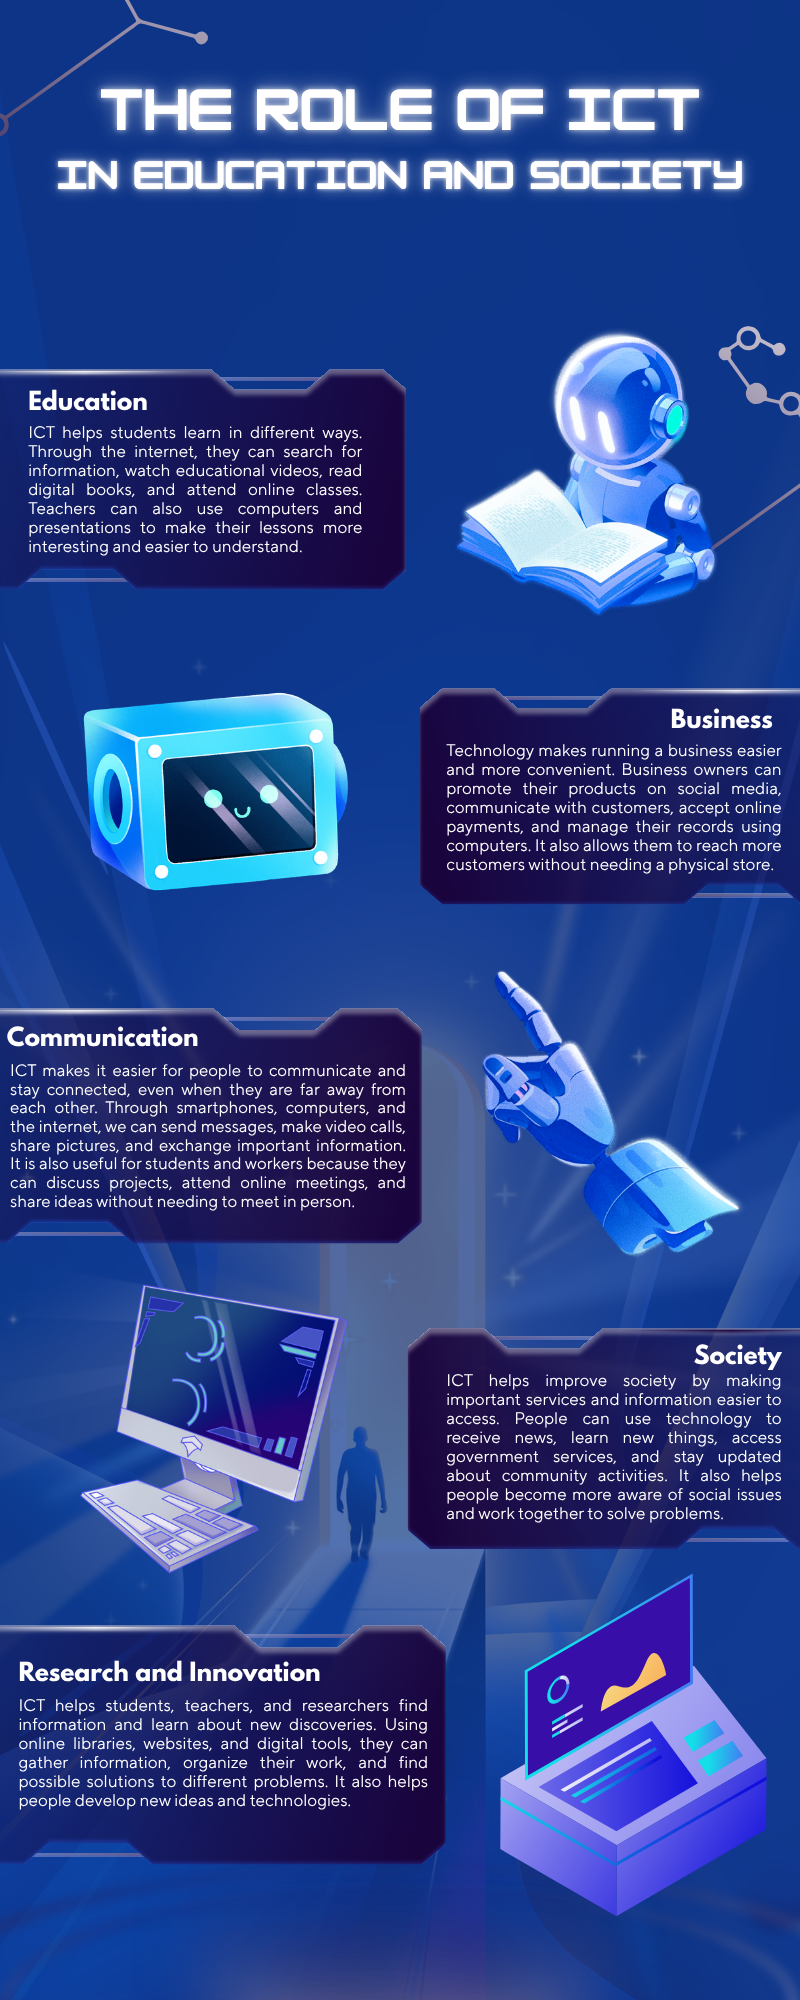 THE ROLE OF ICT
IN EDUCATION AND SOCIETY
Education
ICT helps students learn in different ways.
Through the internet, they can search for
information, watch educational videos, read
digital books, and attend online classes.
Teachers can also use computers and
presentations to make their lessons more
interesting and easier to understand.
Business
Technology makes running a business easier
and more convenient. Business owners can
promote their products on social media,
communicate with customers, accept online
payments, and manage their records using
computers. It also allows them to reach more
customers without needing a physical store.
Communication
ICT makes it easier for people to communicate and
stay connected, even when they are far away from
each other. Through smartphones, computers, and
the internet, we can send messages, make video calls,
share pictures, and exchange important information.
It is also useful for students and workers because they
can discuss projects, attend online meetings, and
share ideas without needing to meet in person.
Society
ICT helps improve society by making
important services and information easier to
access. People can use technology to
receive news, learn new things, access
government services, and stay updated
about community activities. It also helps
people become more aware of social issues
and work together to solve problems.
Research and Innovation
ICT helps students, teachers, and researchers find
information and learn about new discoveries. Using
online libraries, websites, and digital tools, they can
gather information, organize their work, and find
possible solutions to different problems. It also helps
people develop new ideas and technologies.